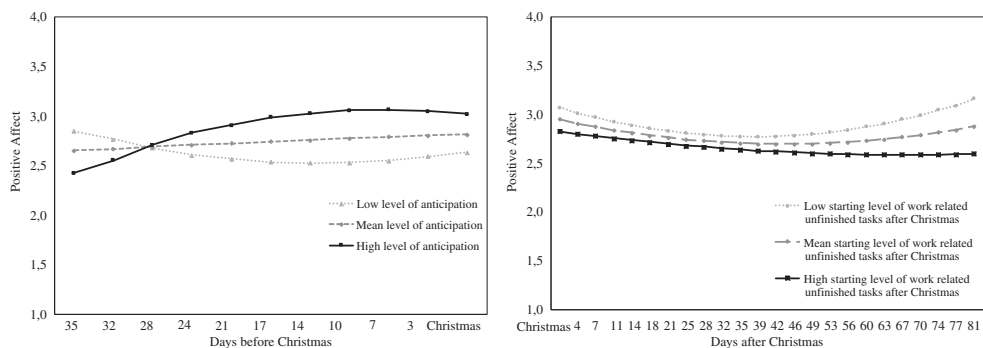 4,0
3,5
3,0
2,5
2,0
1,5
1,0
Positive Affect
Low level of anticipation
Mean level of anticipation
High level of anticipation
35 32 28 24 21 17 14 10 7 3 Christmas
Days before Christmas
4,0
3,5
3,0
2,5
2,0
1,5
1,0
Positive Affect
Low starting level of work related
unfinished tasks after Christmas
Mean starting level of work related
unfinished tasks after Christmas
High starting level of work related
unfinished tasks after Christmas
Christmas 4 7 11 14 18 21 25 28 32 35 39 42 46 49 53 56 60 63 67 70 74 77 81
Days after Christmas